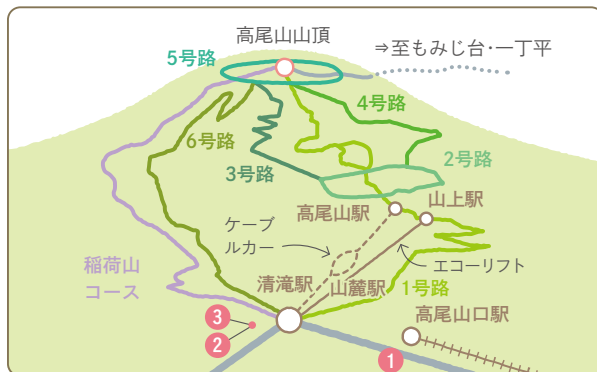 高尾山山頂
⇒至もみじ台・一丁平
5号路
4号路
6号路
2号路
3号路
山上駅
高尾山駅
ケーブ
ルカー
稲荷山
コース
エコーリフト
清滝駅
山麓駅
1号路
高尾山口駅
3
2
1